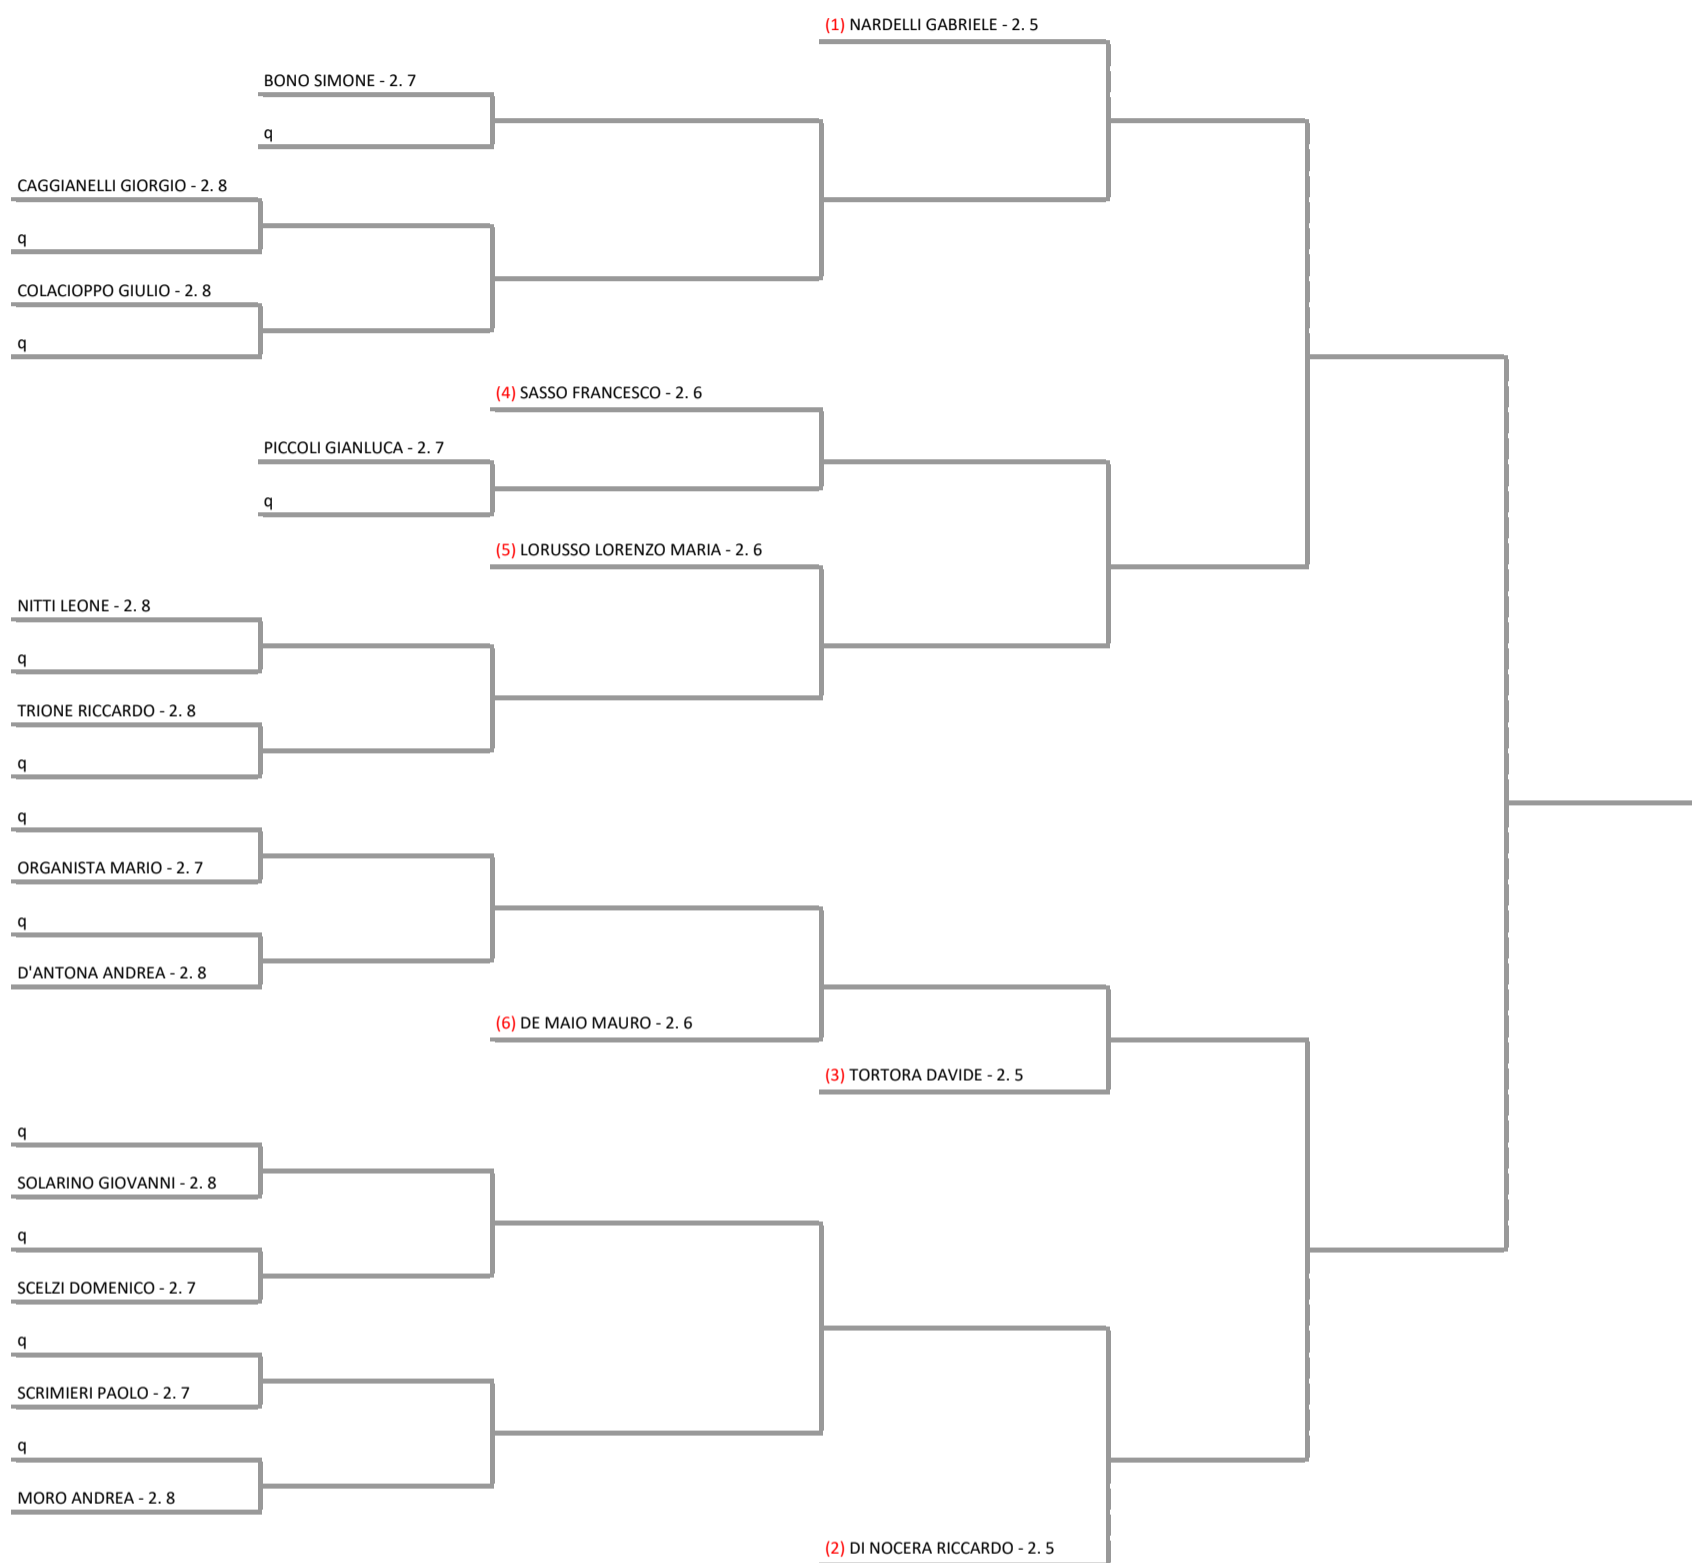 (1) NARDELLI GABRIELE - 2. 5
BONO SIMONE - 2. 7
q
CAGGIANELLI GIORGIO - 2. 8
q
COLACIOPPO GIULIO - 2. 8
q
(4) SASSO FRANCESCO - 2. 6
PICCOLI GIANLUCA - 2. 7
q
(5) LORUSSO LORENZO MARIA - 2. 6
NITTI LEONE - 2. 8
q
TRIONE RICCARDO - 2. 8
q
q
ORGANISTA MARIO - 2. 7
q
D'ANTONA ANDREA - 2. 8
(6) DE MAIO MAURO - 2. 6
(3) TORTORA DAVIDE - 2. 5
q
SOLARINO GIOVANNI - 2. 8
q
SCELZI DOMENICO - 2. 7
q
SCRIMIERI PAOLO - 2. 7
q
MORO ANDREA - 2. 8
(2) DI NOCERA RICCARDO - 2. 5